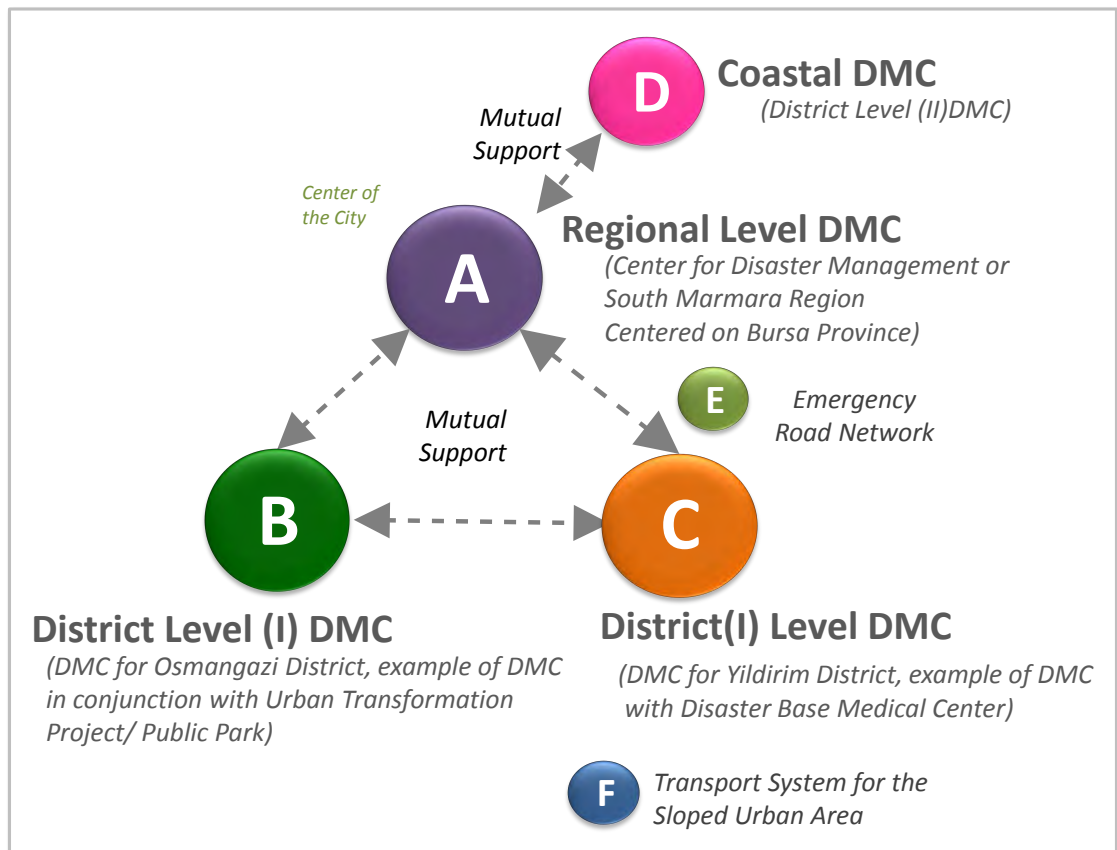 D
Coastal DMC
(District Level (II)DMC)
Mutual
Support
Center of
the City
A
Regional Level DMC
(Center for Disaster Management or
South Marmara Region
Centered on Bursa Province)
E
Emergency
Road Network
Mutual
Support
B
C
District Level (I) DMC
(DMC for Osmangazi District, example of DMC
in conjunction with Urban Transformation
Project/ Public Park)
District(I) Level DMC
(DMC for Yildirim District, example of DMC
with Disaster Base Medical Center)
F
Transport System for the
Sloped Urban Area